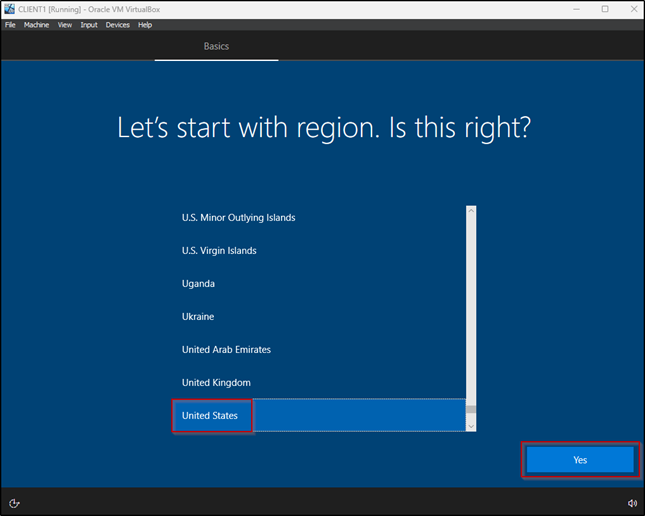 CLIENT1 [Running] - Oracle VM VirtualBox
File Machine View Input Devices Help
Basics
Let's start with region. Is this right?
U.S. Minor Outlying Islands
U.S. Virgin Islands
Uganda
Ukraine
United Arab Emirates
United Kingdom
United States
Yes